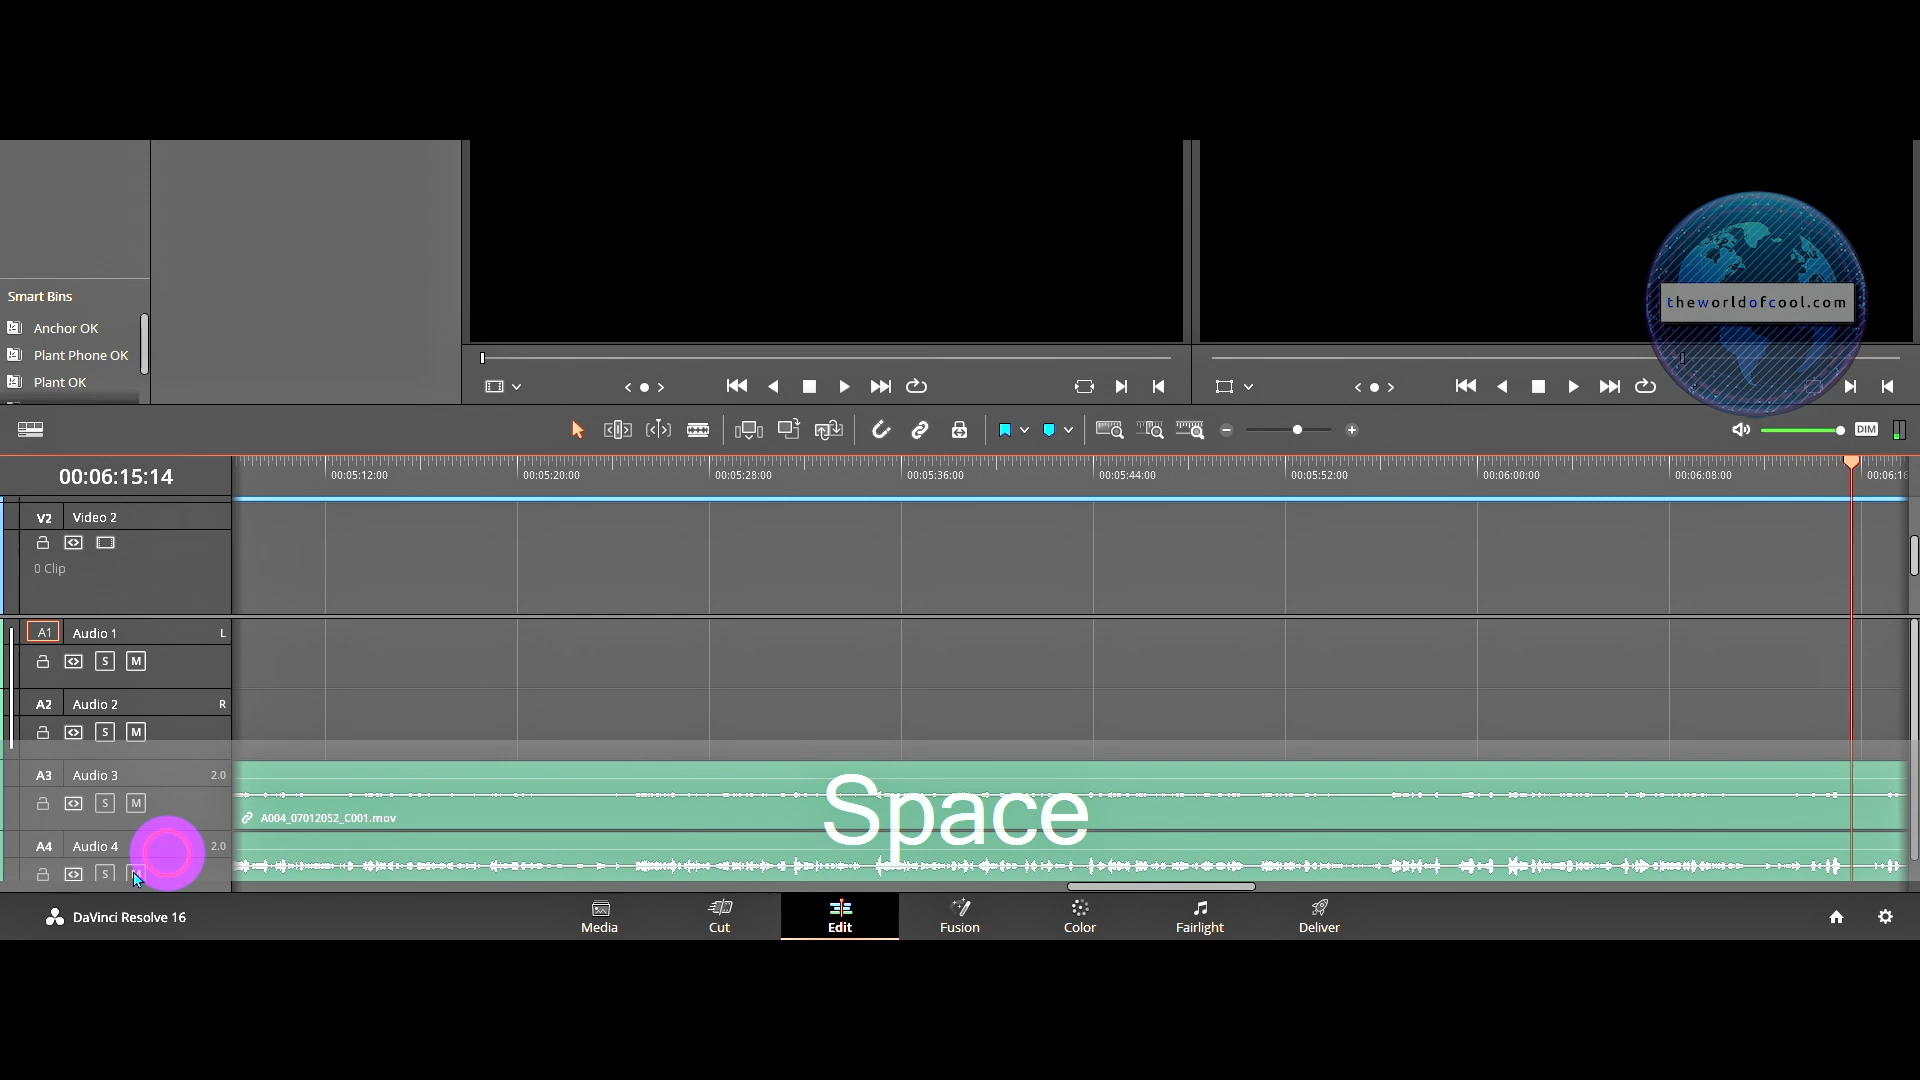 theworldofcool.com
Smart Bins
Anchor OK
Plant Phone OK
Plant OK
DIM
00:06:15:14
00:05:12:00
00:05:20:00
00:05:28:00
00:05:36:00
00:05:44:00
00:05:52:00
00:06:00:00
00:06:08:00
00:06:16
V2 Video 2
0 Clip
A1 Audio 1 L
S M
A2 Audio 2 R
S M
A3 Audio 3 2.0
S M
A004_07012052_C001.mov
Space
A4 Audio 4 2.0
S M
DaVinci Resolve 16
Media
Cut
Edit
Fusion
Color
Fairlight
Deliver